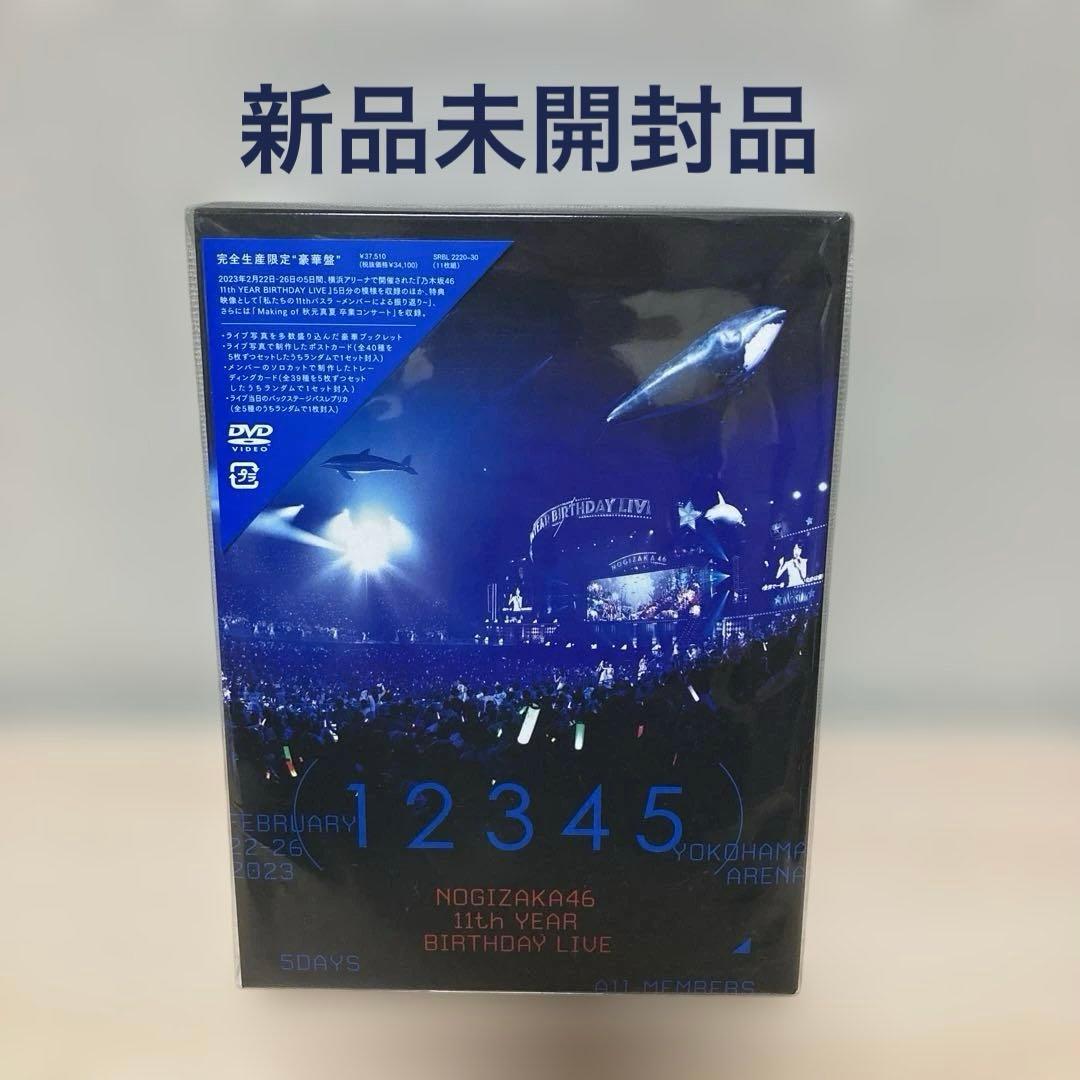 新品未開封品
完全生産限定"豪華盤"
¥37,510
(税抜価格¥34,100)
SRBL 2220-30
(11枚組)
2023年2月22日-26日の5日間、横浜アリーナで開催された『乃木坂46
11th YEAR BIRTHDAY LIVE』5日分の模様を収録のほか、特典
映像として「私たちの11thバスラ ~メンバーによる振り返り~」、
さらには「Making of 秋元真夏 卒業コンサート」を収録。
・ライブ写真を多数盛り込んだ豪華ブックレット
・ライブ写真で制作したポストカード(全40種を
5枚ずつセットしたうちランダムで1セット封入)
・メンバーのソロカットで制作したトレー
ディングカード(全39種を5枚ずつセット
したうちランダムで1セット封入)
・ライブ当日のバックステージパスレプリカ
(全5種のうちランダムで1枚封入)
DVD
VIDEO
プラ
YEAR BIRTHDAY LIVE
NOGIZAKA46
(12345)
FEBRUARY
22-26
2023
YOKOHAMA
ARENA
NOGIZAKA46
11th YEAR
BIRTHDAY LIVE
5DAYS
All MEMBERS